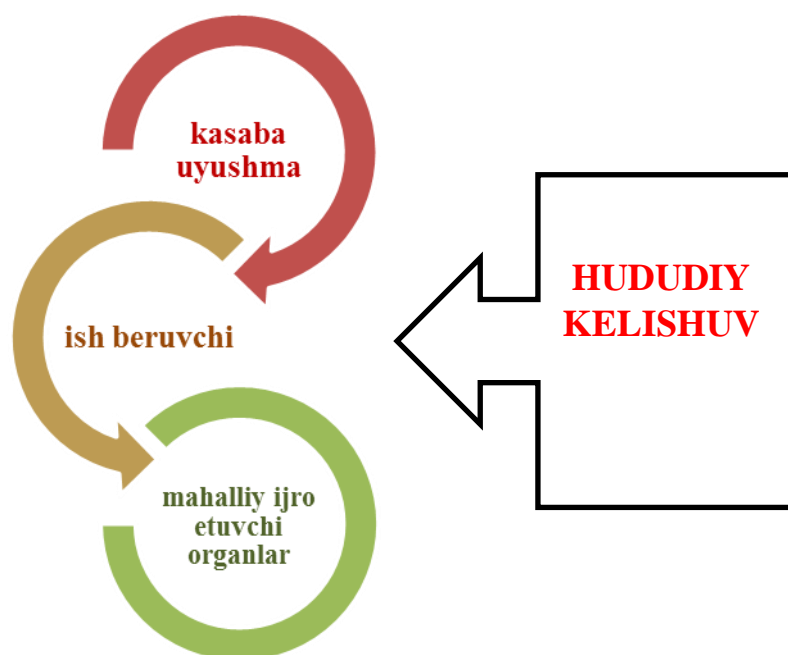 kasaba
uyushma
ish beruvchi
mahalliy ijro
etuvchi
organlar
HUDUDIY
KELISHUV